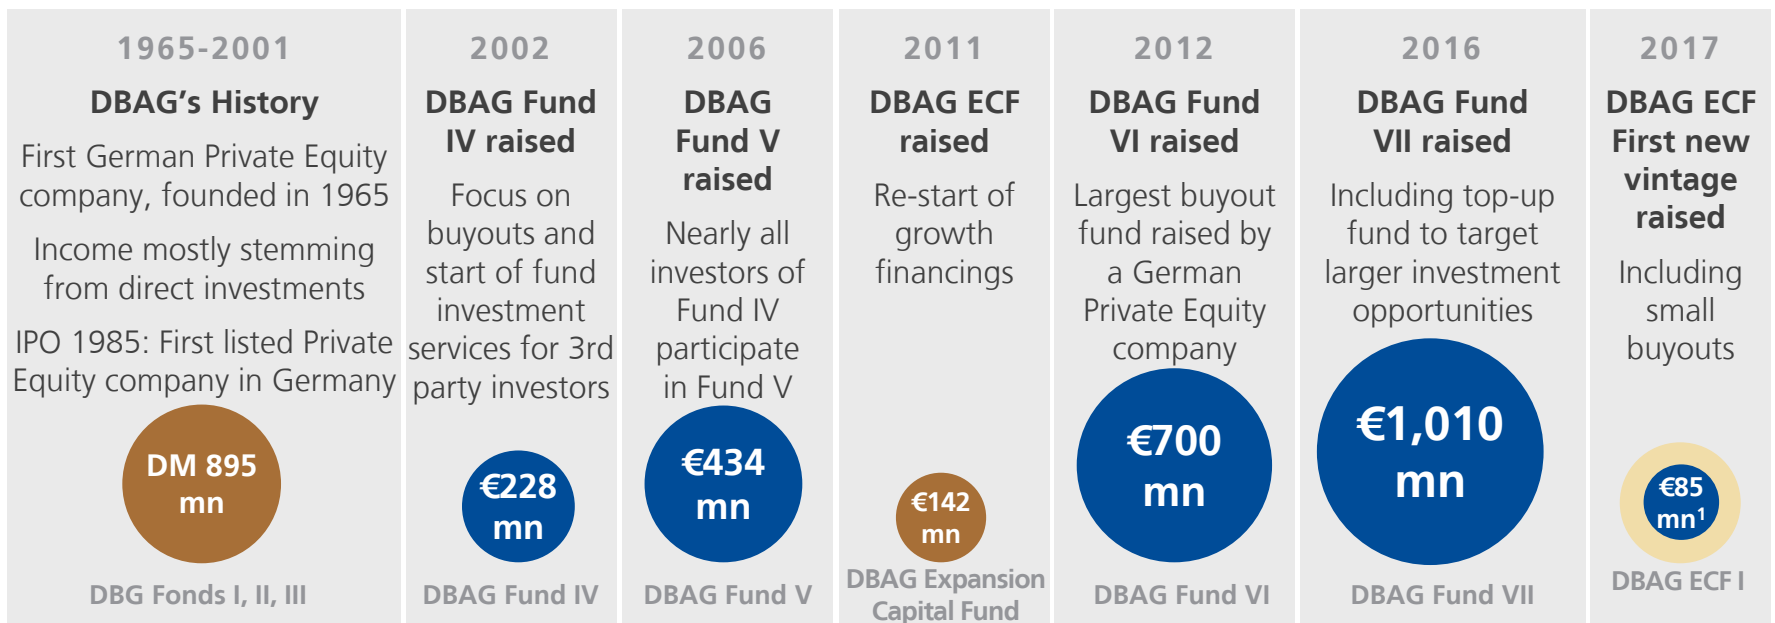 1965-2001
DBAG’s History
First German Private Equity
company, founded in 1965
Income mostly stemming
from direct investments
IPO 1985: First listed Private
Equity company in Germany
DM 895
mn
DBG Fonds I, II, III
2002
DBAG Fund
IV raised
Focus on
buyouts and
start of fund
investment
services for 3rd
party investors
€228
mn
DBAG Fund IV
2006
DBAG
Fund V
raised
Nearly all
investors of
Fund IV
participate
in Fund V
€434
mn
DBAG Fund V
2011
DBAG ECF
raised
Re-start of
growth
financings
€142
mn
DBAG Expansion
Capital Fund
2012
DBAG Fund
VI raised
Largest buyout
fund raised by
a German
Private Equity
company
€700
mn
DBAG Fund VI
2016
DBAG Fund
VII raised
Including top-up
fund to target
larger investment
opportunities
€1,010
mn
DBAG Fund VII
2017
DBAG ECF
First new
vintage
raised
Including
small
buyouts
€85
mn¹
DBAG ECF I